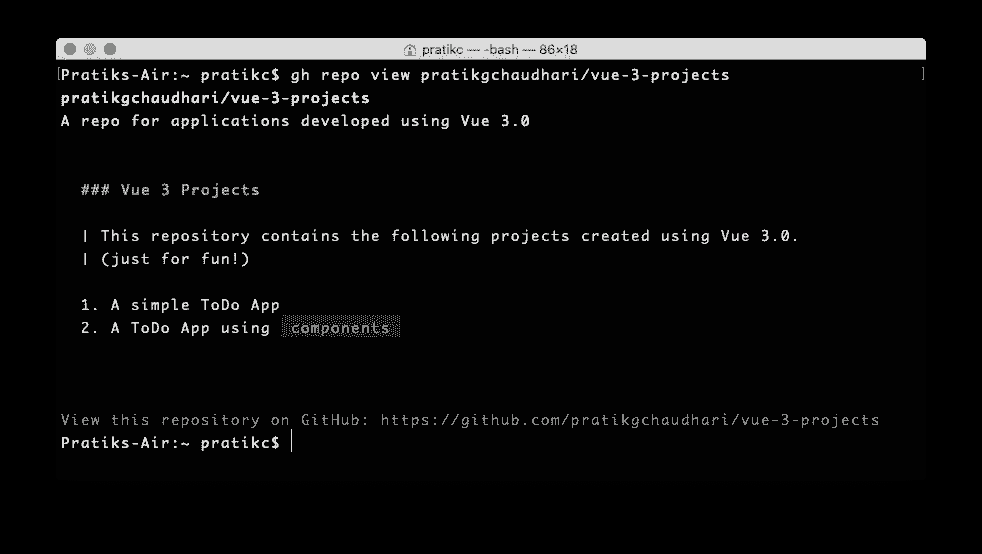 pratikc — -bash — 86×18
[Pratiks-Air:~ pratikc$ gh repo view pratikgchaudhari/vue-3-projects ]
pratikgchaudhari/vue-3-projects
A repo for applications developed using Vue 3.0
### Vue 3 Projects
| This repository contains the following projects created using Vue 3.0.
| (just for fun!)
1. A simple ToDo App
2. A ToDo App using components
View this repository on GitHub: https://github.com/pratikgchaudhari/vue-3-projects
Pratiks-Air:~ pratikc$